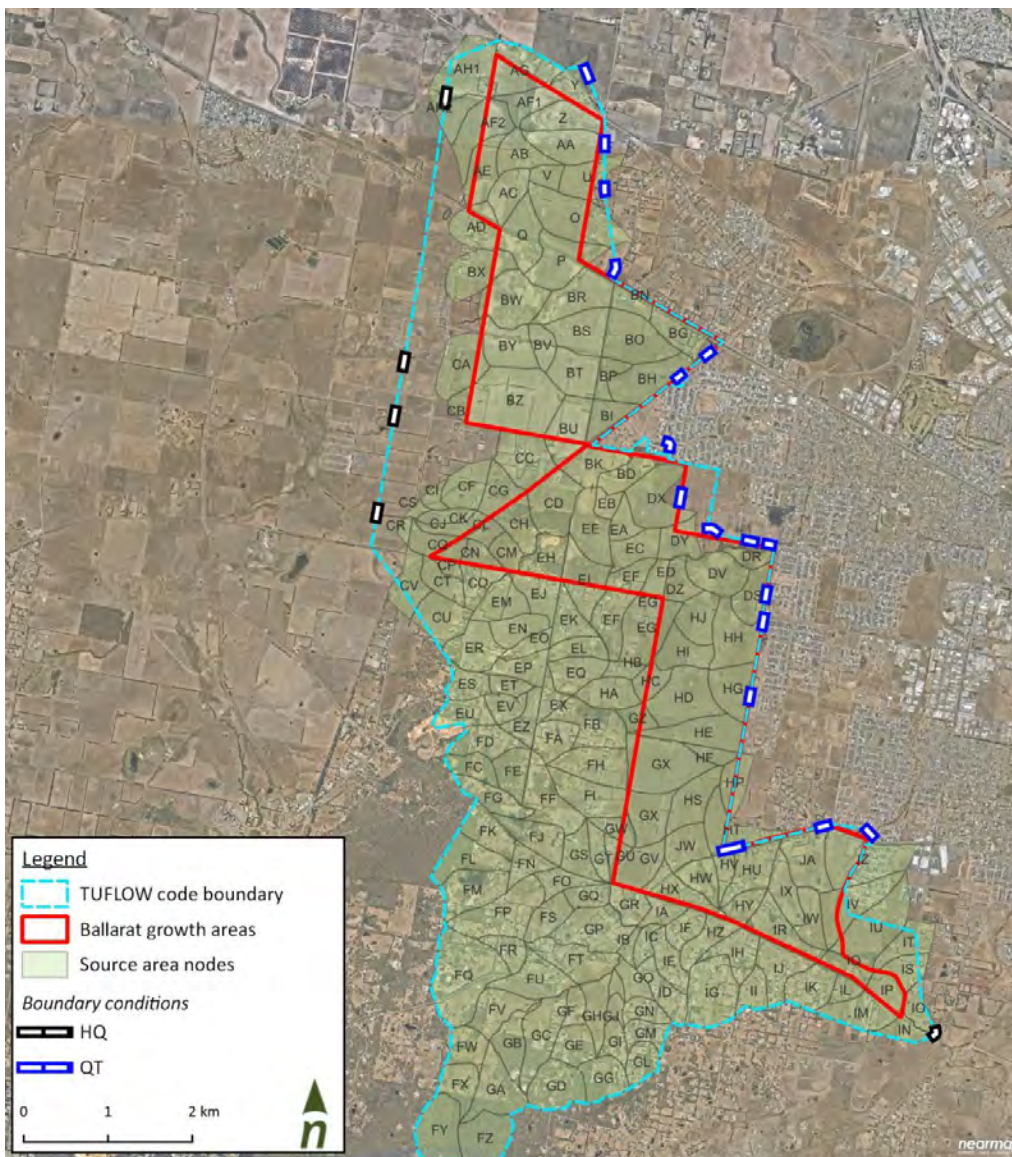 AH1
AG
Y
AF1
Z
AF2
AA
AB
V
U
AE
AC
O
AD
Q
P
BX
BW
BR
BN
BS
BO
BG
BY
BV
CA
BT
BP
BH
BZ
CB
BU
BI
CC
BK
BD
CI
CF
CG
CS
CD
EB
DX
CR
CJ
CK
CL
CH
EE
EA
DY
CQ
CN
CM
EH
EC
DR
CP
CT
CO
EI
EF
ED
DZ
DV
DS
CV
EJ
EG
CU
EM
EK
EF
EG
HJ
HH
EN
EO
ER
EL
HI
EP
EQ
HB
HC
ES
ET
HA
HD
HG
EU
EV
EX
GZ
EZ
FB
HE
FD
FA
HF
FC
FE
FH
GX
HP
FG
FF
FI
HS
FK
FJ
GW
GX
HT
FL
FN
GS
GT
GU
GV
JW
HV
HU
JA
IZ
FM
FO
GQ
GR
HX
HW
HY
IX
IV
FP
FS
GP
IA
IW
IU
IB
IC
IF
HZ
IR
IT
FR
FT
IE
IH
IJ
IQ
IS
FQ
FU
GO
ID
IG
II
IK
IL
IP
FV
GF
GH
GJ
GN
IM
IO
FW
GB
GC
GE
GI
GM
IN
FX
GA
GD
GG
GL
FY
FZ
Legend
TUFLOW code boundary
Ballarat growth areas
Source area nodes
Boundary conditions
HQ
QT
0 1 2 km
n
nearma